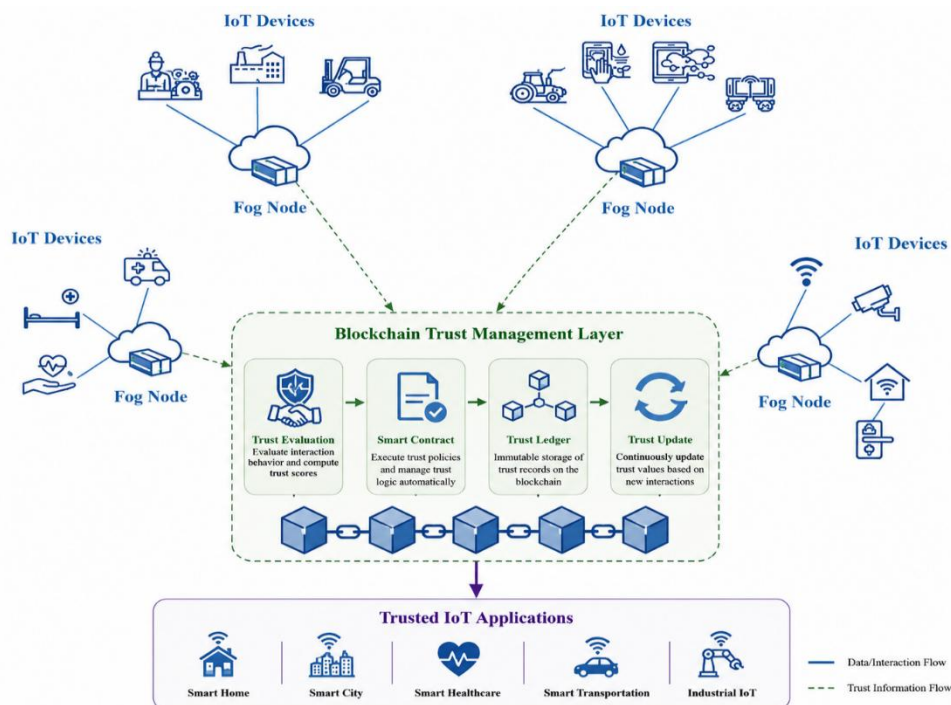 IoT Devices
IoT Devices
Fog Node
Fog Node
IoT Devices
IoT Devices
Fog Node
Fog Node
Blockchain Trust Management Layer
Trust Evaluation
Evaluate interaction
behavior and compute
trust scores
Smart Contract
Execute trust policies
and manage trust
logic automatically
Trust Ledger
Immutable storage of
trust records on the
blockchain
Trust Update
Continuously update
trust values based on
new interactions
Trusted IoT Applications
Smart Home
Smart City
Smart Healthcare
Smart Transportation
Industrial IoT
Data/Interaction Flow
Trust Information Flow